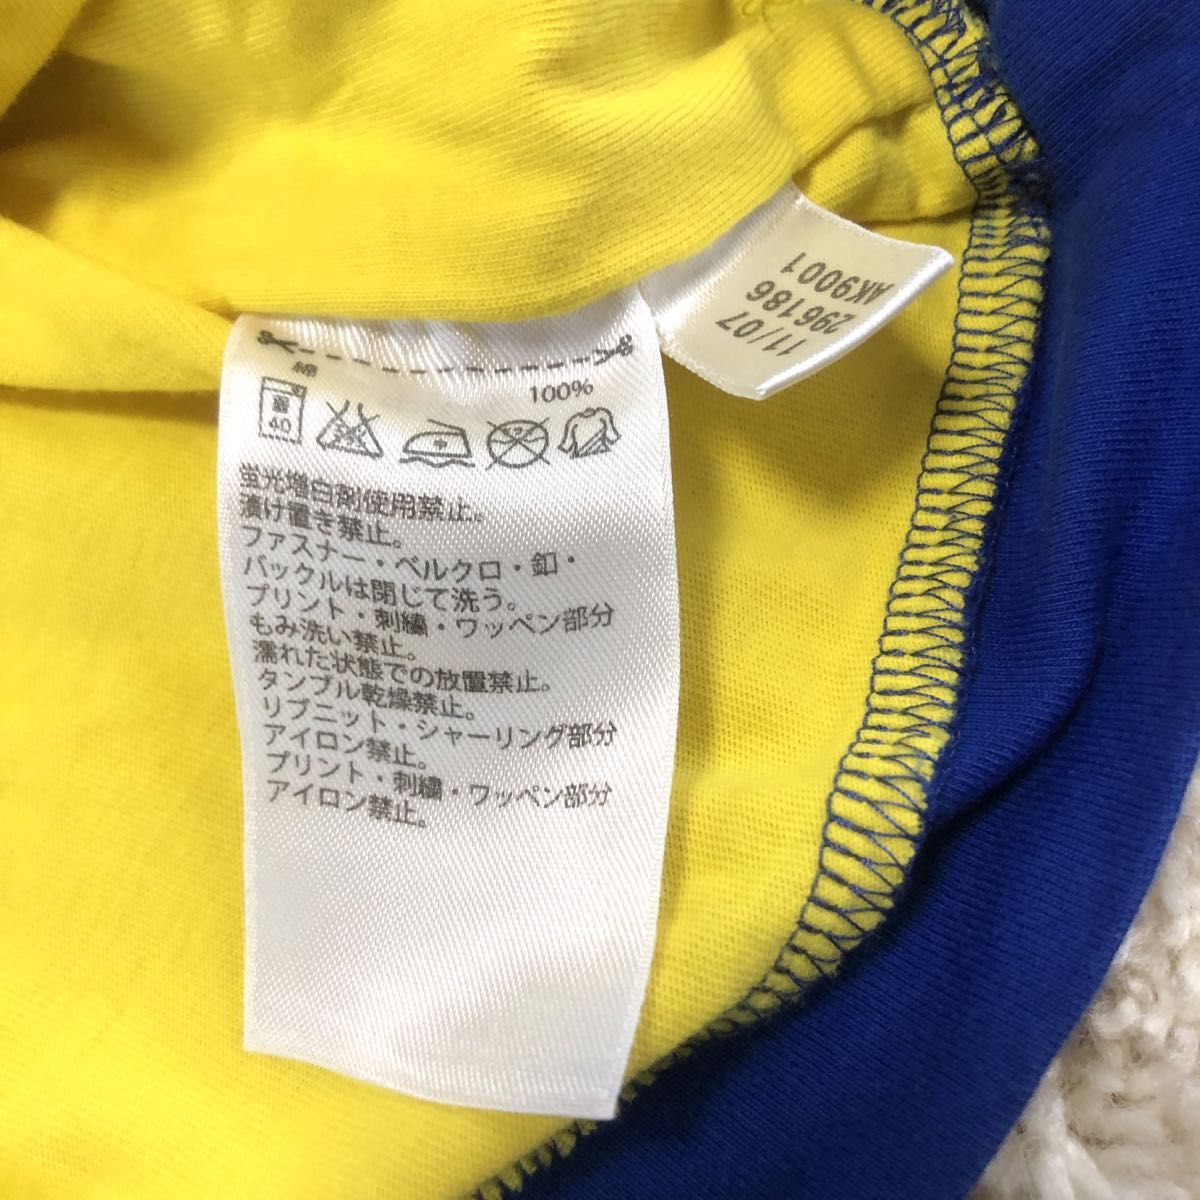 11/07
296186
AK9001
綿
100%
40
中
蛍光増白剤使用禁止。
漬け置き禁止。
ファスナー・ベルクロ・釦・
バックルは閉じて洗う。
プリント・刺繍・ワッペン部分
もみ洗い禁止。
濡れた状態での放置禁止。
タンブル乾燥禁止。
リブニット・シャーリング部分
アイロン禁止。
プリント・刺繍・ワッペン部分
アイロン禁止。